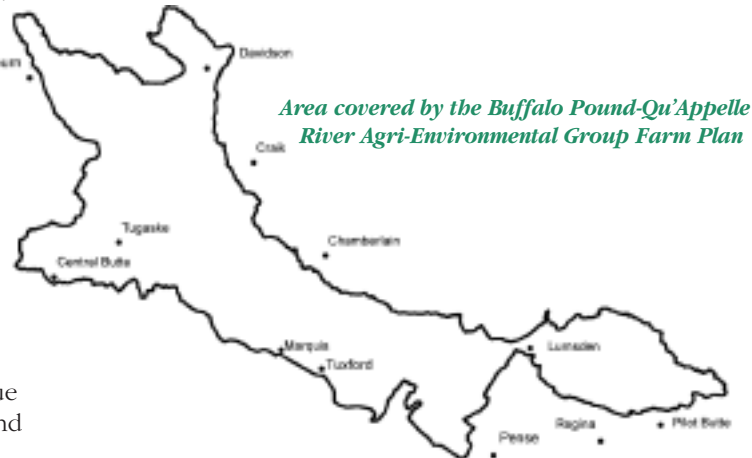 Davidson
Area covered by the Buffalo Pound-Qu'Appelle
River Agri-Environmental Group Farm Plan
Craik
Tugaske
Chamberlain
Central Butte
Marquis
Tuxford
Lumsden
Pense
Regina
Pilot Butte